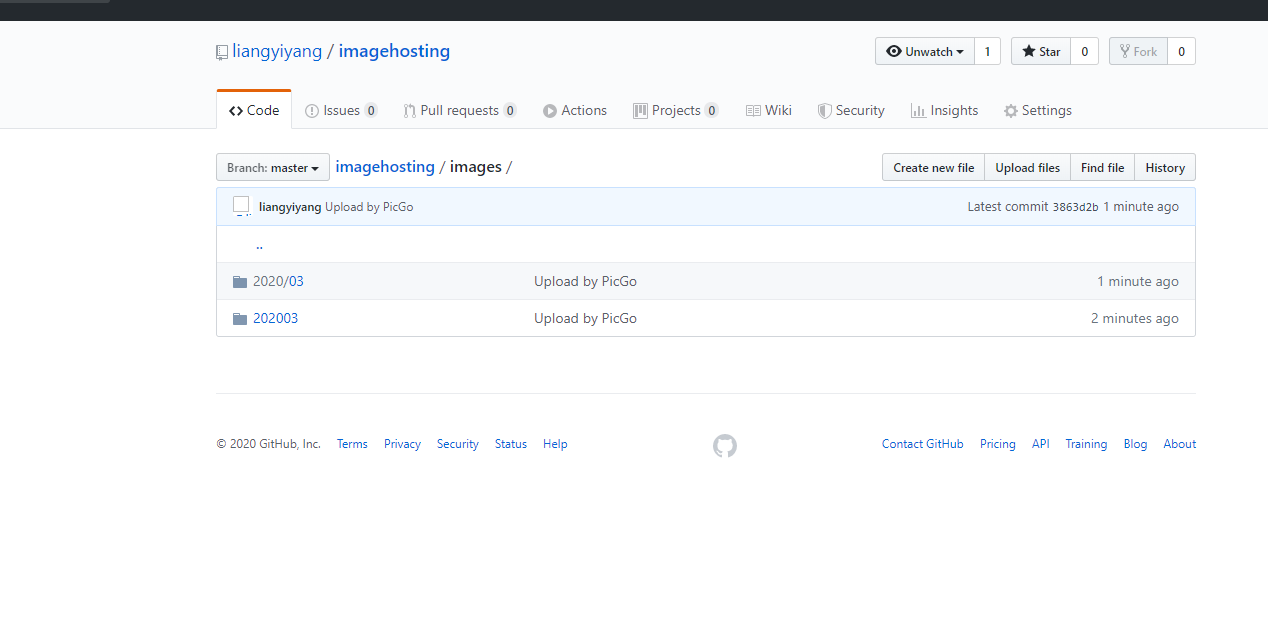 liangyiyang / imagehosting
Unwatch 1 Star 0 Fork 0
Code Issues 0 Pull requests 0 Actions Projects 0 Wiki Security Insights Settings
Branch: master imagehosting / images / Create new file Upload files Find file History
liangyiyang Upload by PicGo Latest commit 3863d2b 1 minute ago
..
2020/03 Upload by PicGo 1 minute ago
202003 Upload by PicGo 2 minutes ago
© 2020 GitHub, Inc. Terms Privacy Security Status Help Contact GitHub Pricing API Training Blog About